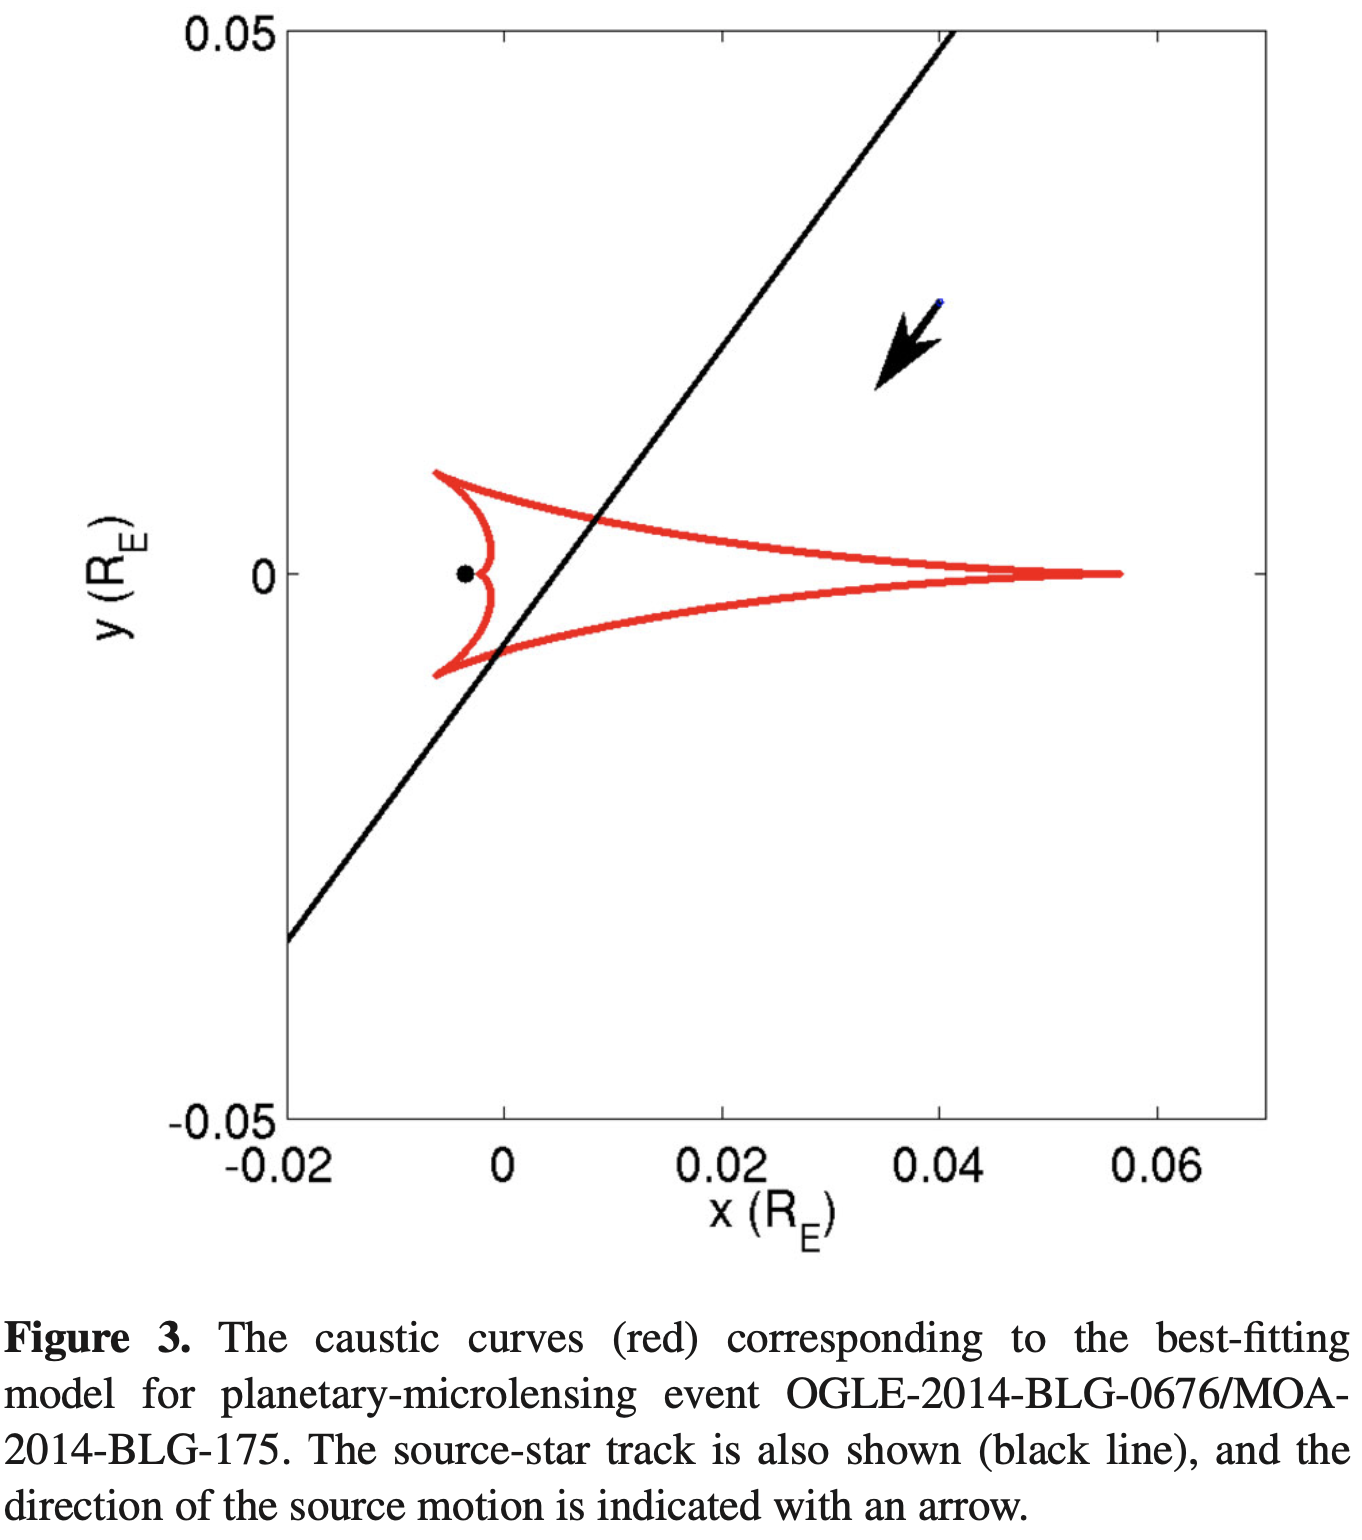 0.05
y (R_E)
0
-0.05
-0.02 0 0.02 0.04 0.06
x (R_E)
Figure 3. The caustic curves (red) corresponding to the best-fitting
model for planetary-microlensing event OGLE-2014-BLG-0676/MOA-
2014-BLG-175. The source-star track is also shown (black line), and the
direction of the source motion is indicated with an arrow.